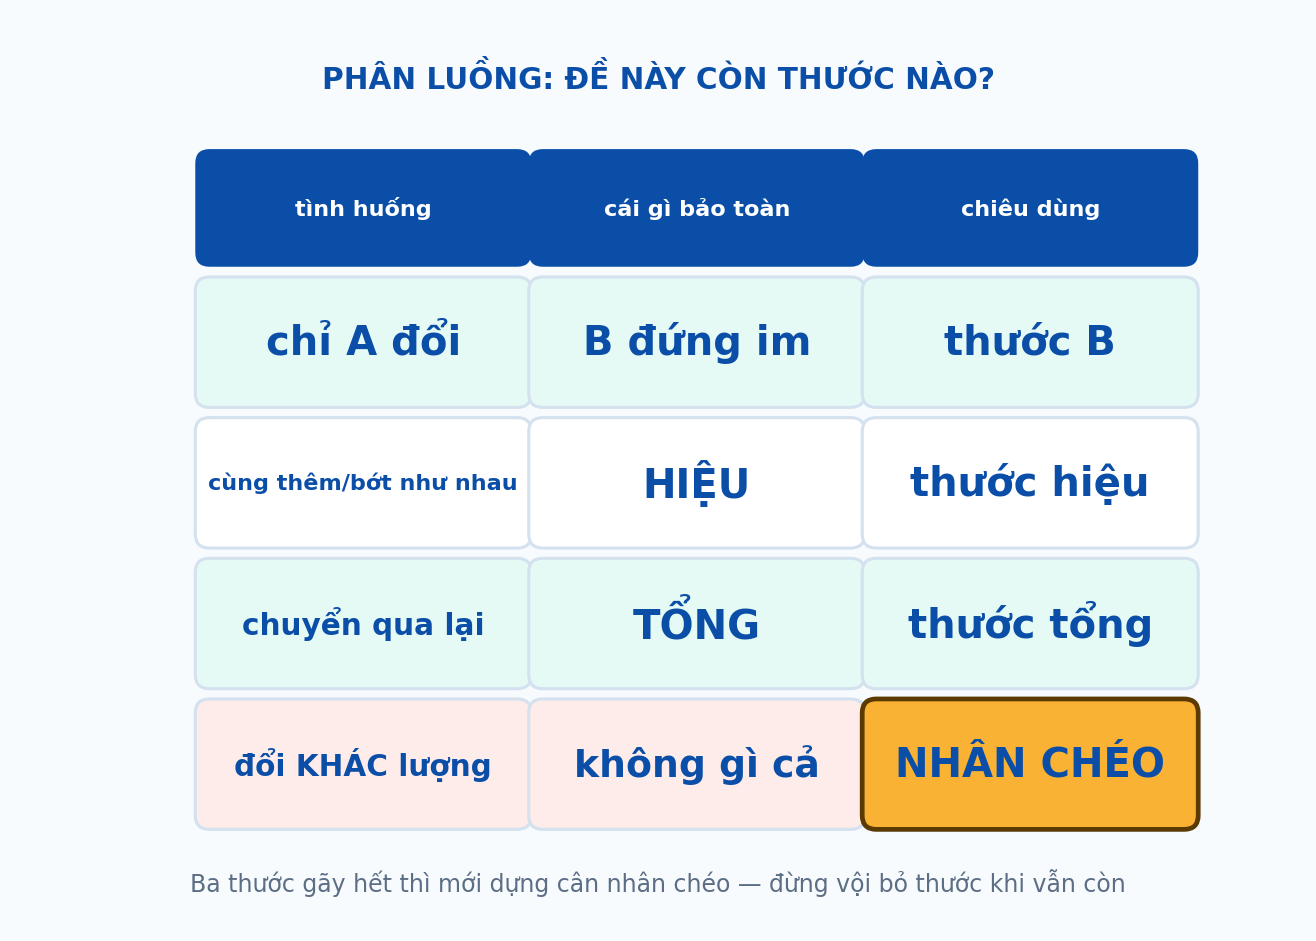 PHÂN LUỒNG: ĐỀ NÀY CÒN THƯỚC NÀO?
tình huống
cái gì bảo toàn
chiêu dùng
chỉ A đổi
B đứng im
thước B
cùng thêm/bớt như nhau
HIỆU
thước hiệu
chuyển qua lại
TỔNG
thước tổng
đổi KHÁC lượng
không gì cả
NHÂN CHÉO
Ba thước gãy hết thì mới dựng cân nhân chéo — đừng vội bỏ thước khi vẫn còn